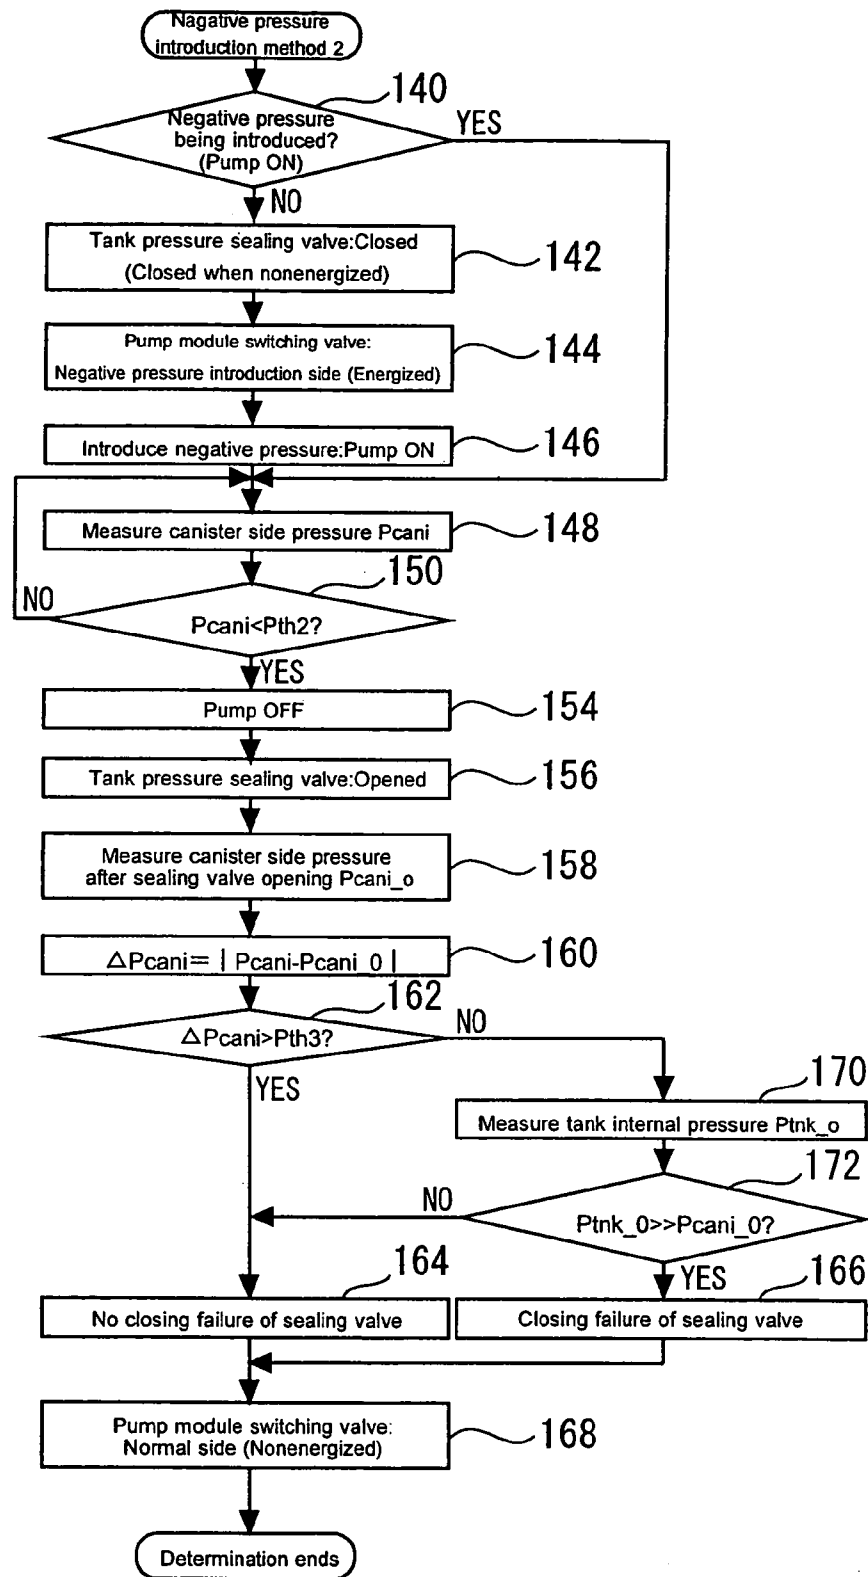 Nagative pressure
introduction method 2
140
Negative pressure
being introduced?
(Pump ON)
YES
NO
Tank pressure sealing valve:Closed
(Closed when nonenergized)
142
Pump module switching valve:
Negative pressure introduction side (Energized)
144
Introduce negative pressure:Pump ON
146
Measure canister side pressure Pcani
148
150
NO
Pcani<Pth2?
YES
Pump OFF
154
Tank pressure sealing valve:Opened
156
Measure canister side pressure
after sealing valve opening Pcani_o
158
△Pcani=｜Pcani-Pcani_0｜
160
162
△Pcani>Pth3?
NO
YES
170
Measure tank internal pressure Ptnk_o
172
NO
Ptnk_0>>Pcani_0?
YES
164
No closing failure of sealing valve
166
Closing failure of sealing valve
Pump module switching valve:
Normal side (Nonenergized)
168
Determination ends